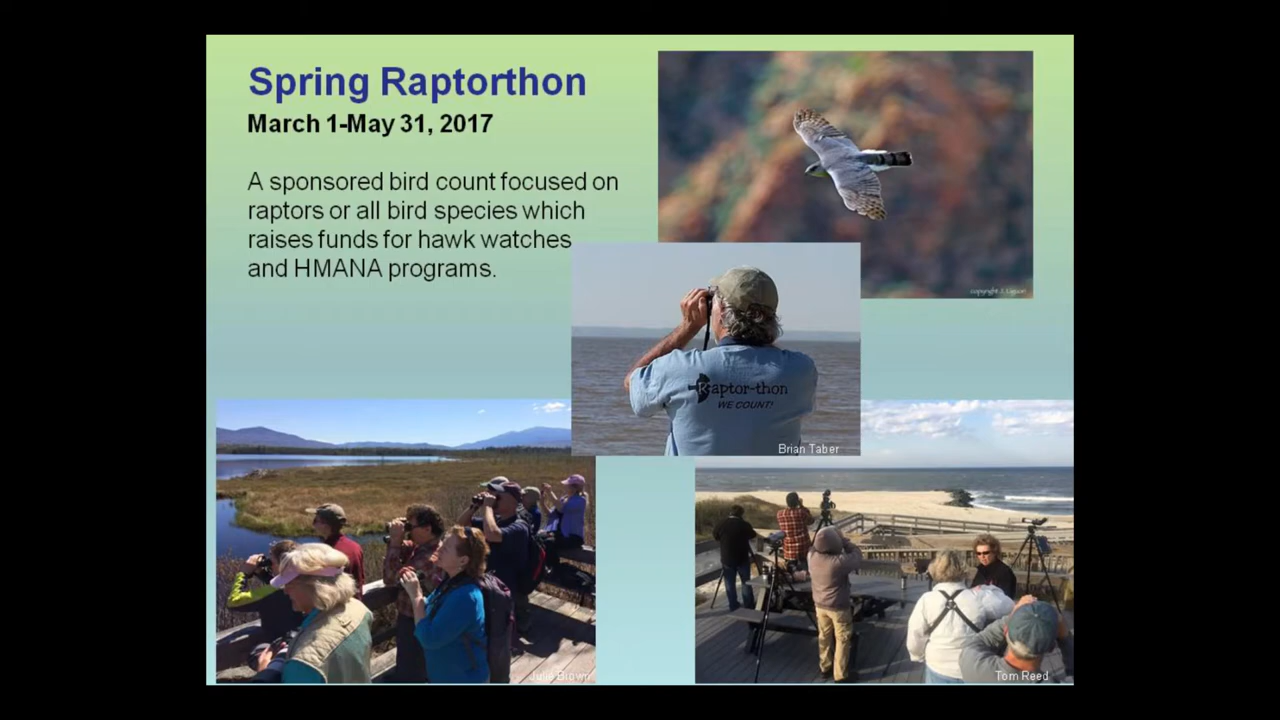 Spring Raptorthon
March 1-May 31, 2017
A sponsored bird count focused on
raptors or all bird species which
raises funds for hawk watches
and HMANA programs.
copyright
Raptor-thon
WE COUNT!
Brian Taber
Julie Brown
Tom Reed